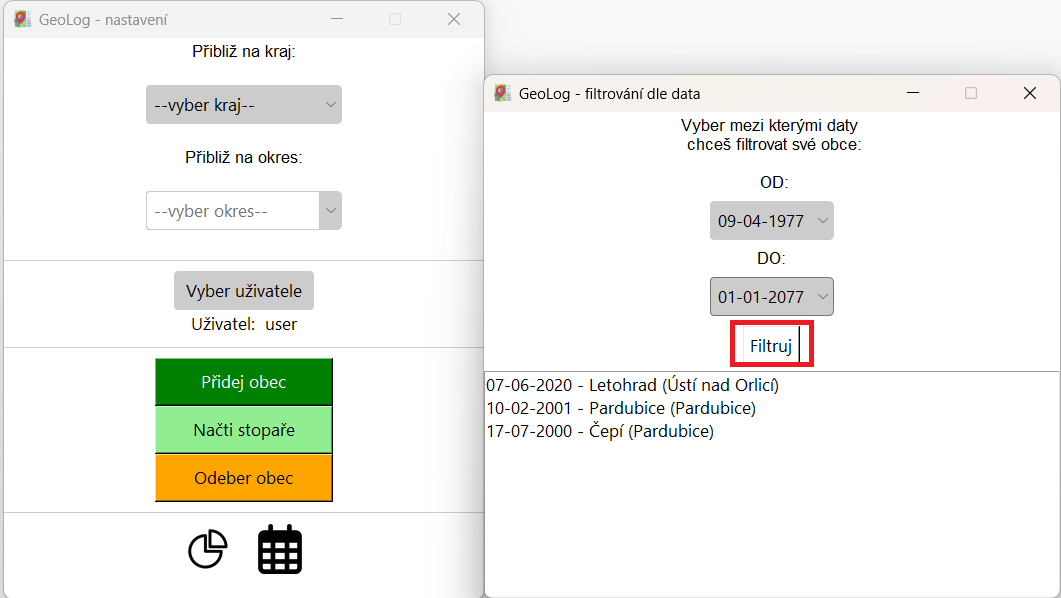 GeoLog - nastavení
Přibliž na kraj:
--vyber kraj--
Přibliž na okres:
--vyber okres--
Vyber uživatele
Uživatel: user
Přidej obec
Načti stopaře
Odeber obec
GeoLog - filtrování dle data
Vyber mezi kterými daty
chceš filtrovat své obce:
OD:
09-04-1977
DO:
01-01-2077
Filtruj
07-06-2020 - Letohrad (Ústí nad Orlicí)
10-02-2001 - Pardubice (Pardubice)
17-07-2000 - Čepí (Pardubice)